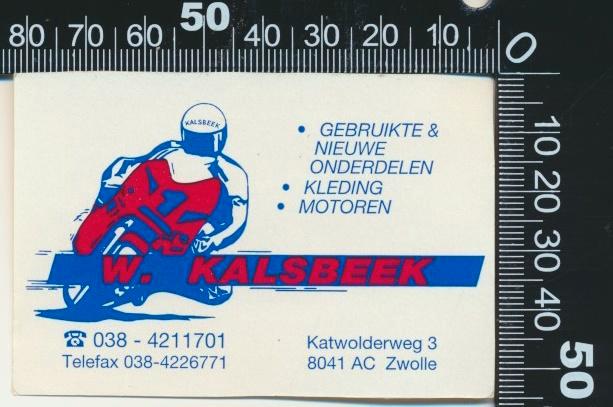 80 70 60 50 40 30 20 10 0
KALSBEEK
• GEBRUIKTE &
NIEUWE
ONDERDELEN
• KLEDING
• MOTOREN
W. KALSBEEK
☎ 038 - 4211701
Telefax 038-4226771
Katwolderweg 3
8041 AC Zwolle
10
20
30
40
50